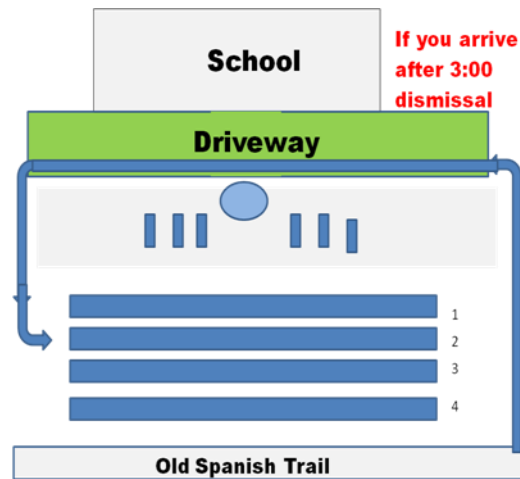 School
If you arrive
after 3:00
dismissal
Driveway
1
2
3
4
Old Spanish Trail